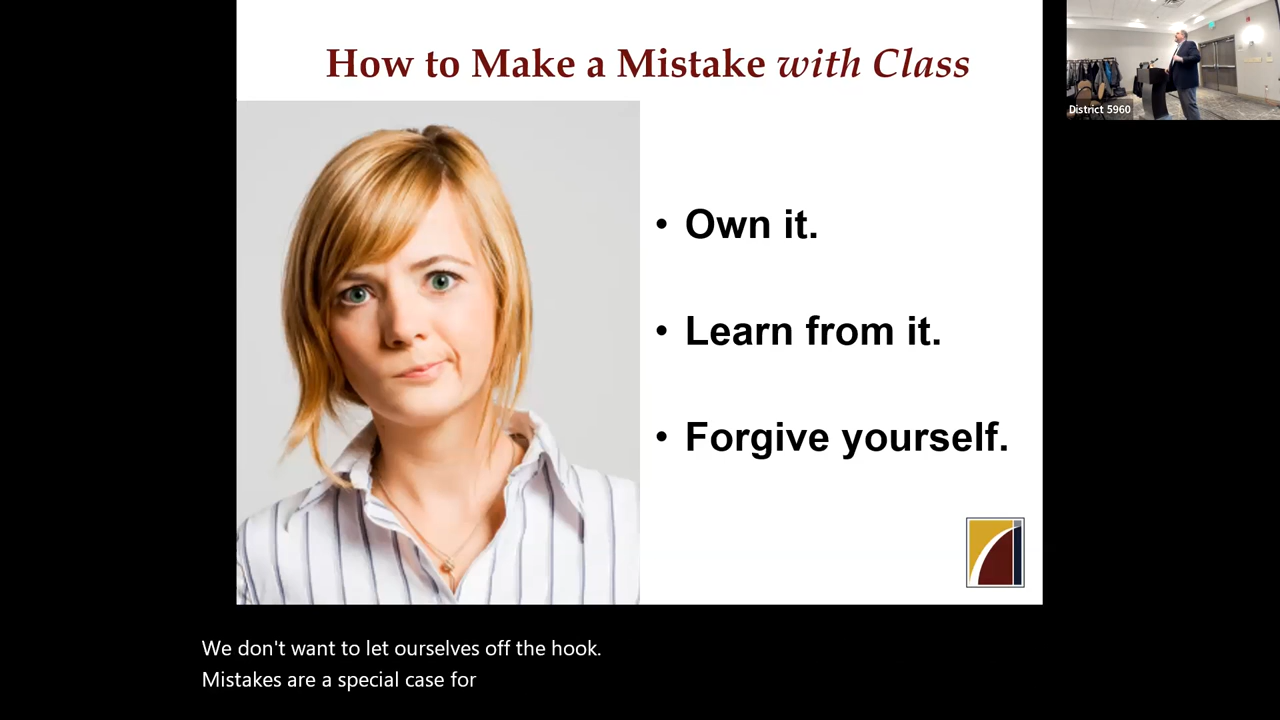 How to Make a Mistake with Class
District 5960
• Own it.
• Learn from it.
• Forgive yourself.
We don't want to let ourselves off the hook.
Mistakes are a special case for